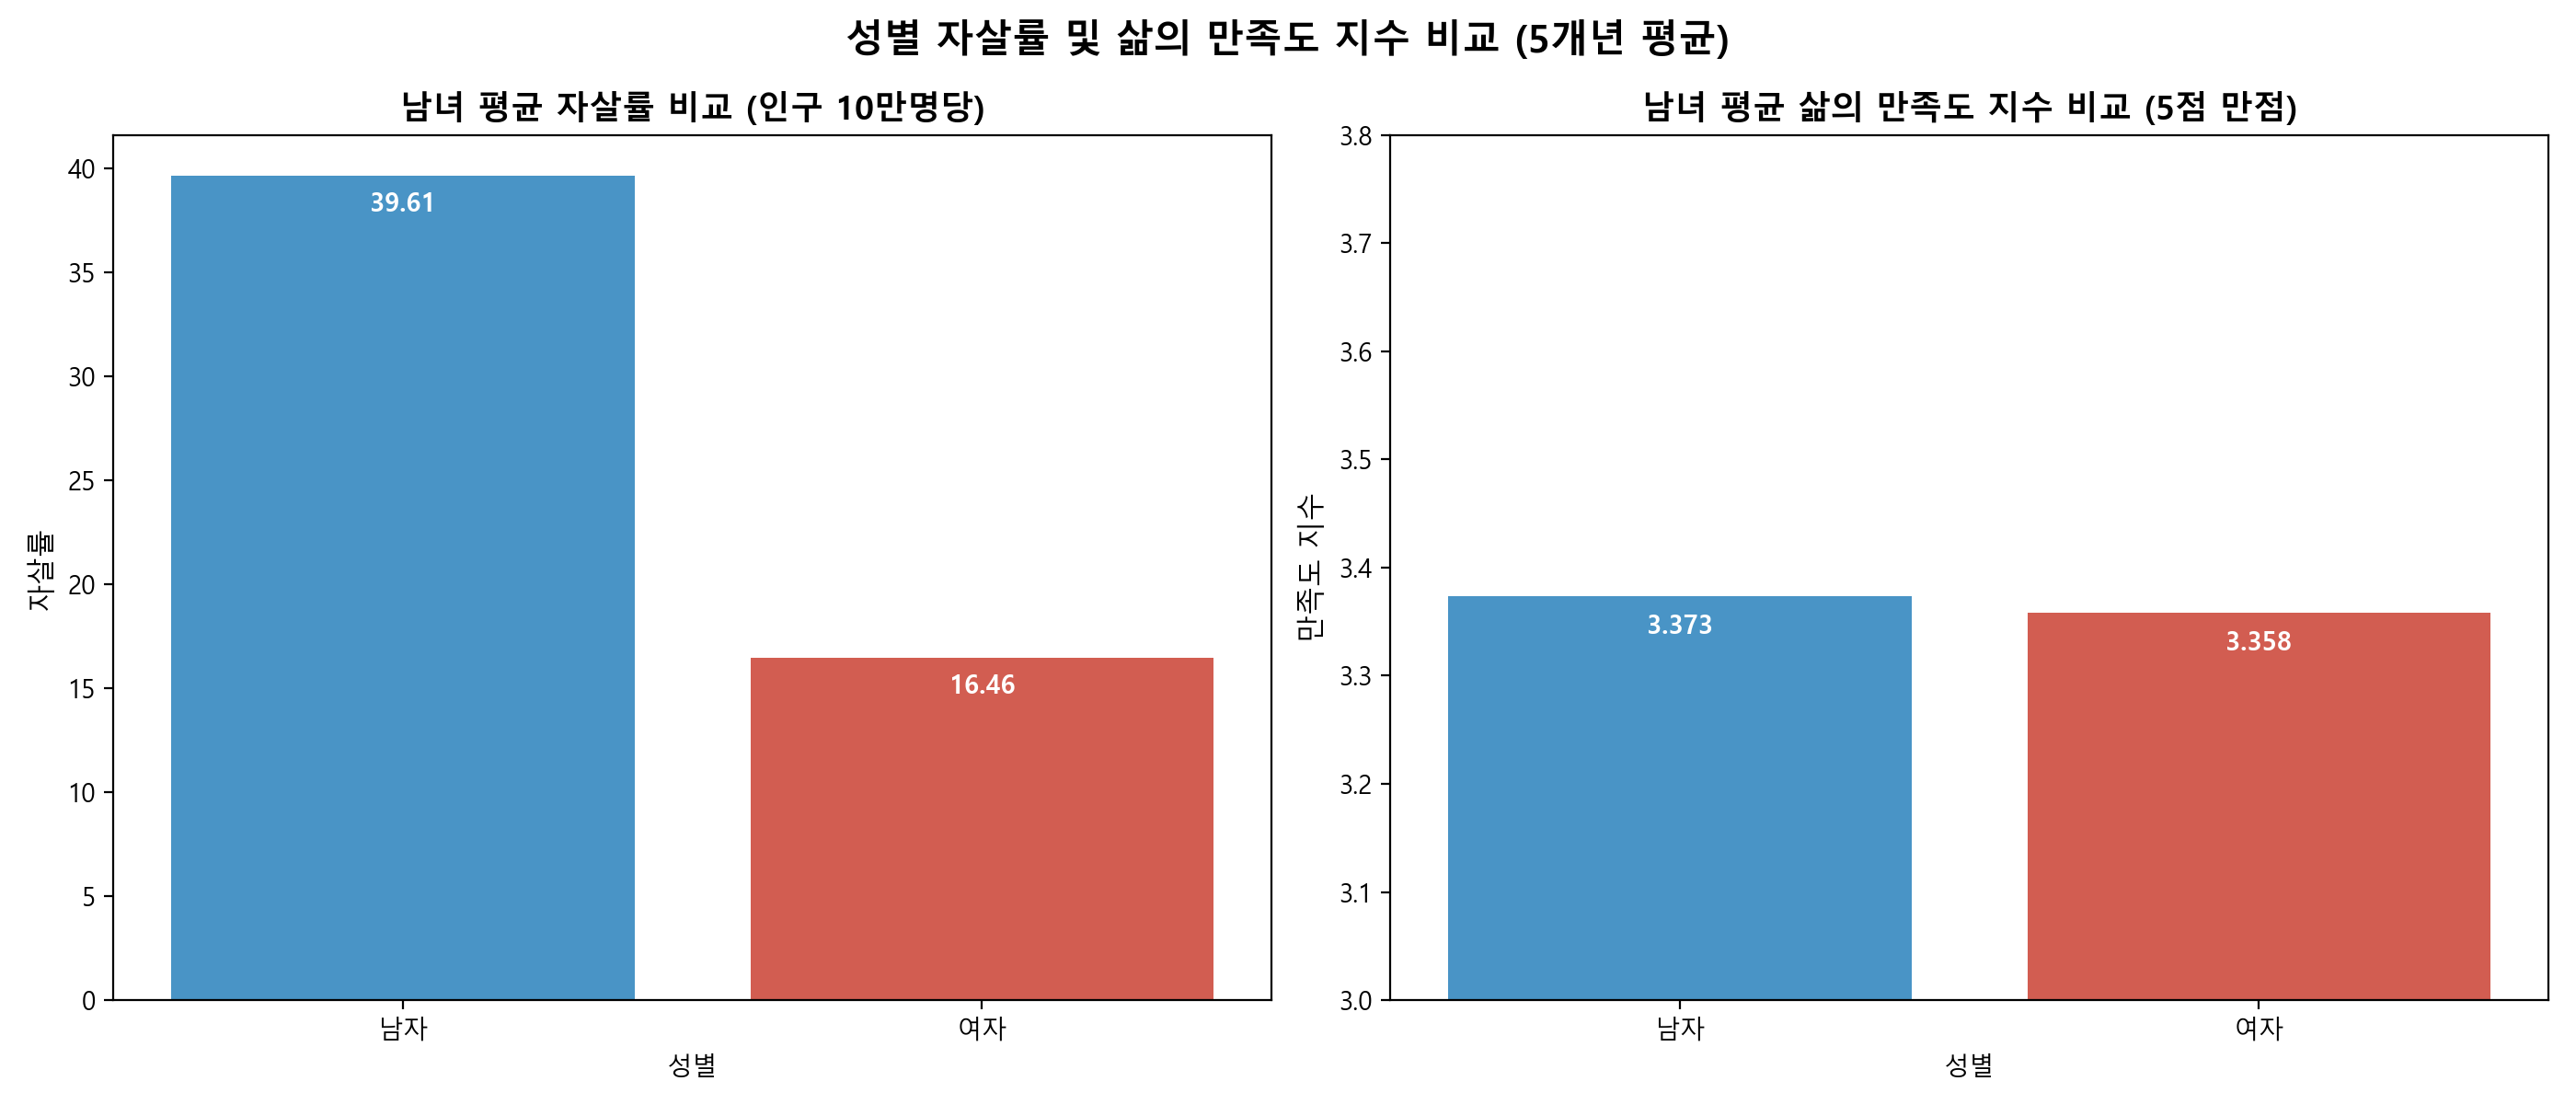 성별 자살률 및 삶의 만족도 지수 비교 (5개년 평균)
남녀 평균 자살률 비교 (인구 10만명당)
자살률
40
35
30
25
20
15
10
5
0
39.61
16.46
남자
여자
성별
남녀 평균 삶의 만족도 지수 비교 (5점 만점)
만족도 지수
3.8
3.7
3.6
3.5
3.4
3.3
3.2
3.1
3.0
3.373
3.358
남자
여자
성별